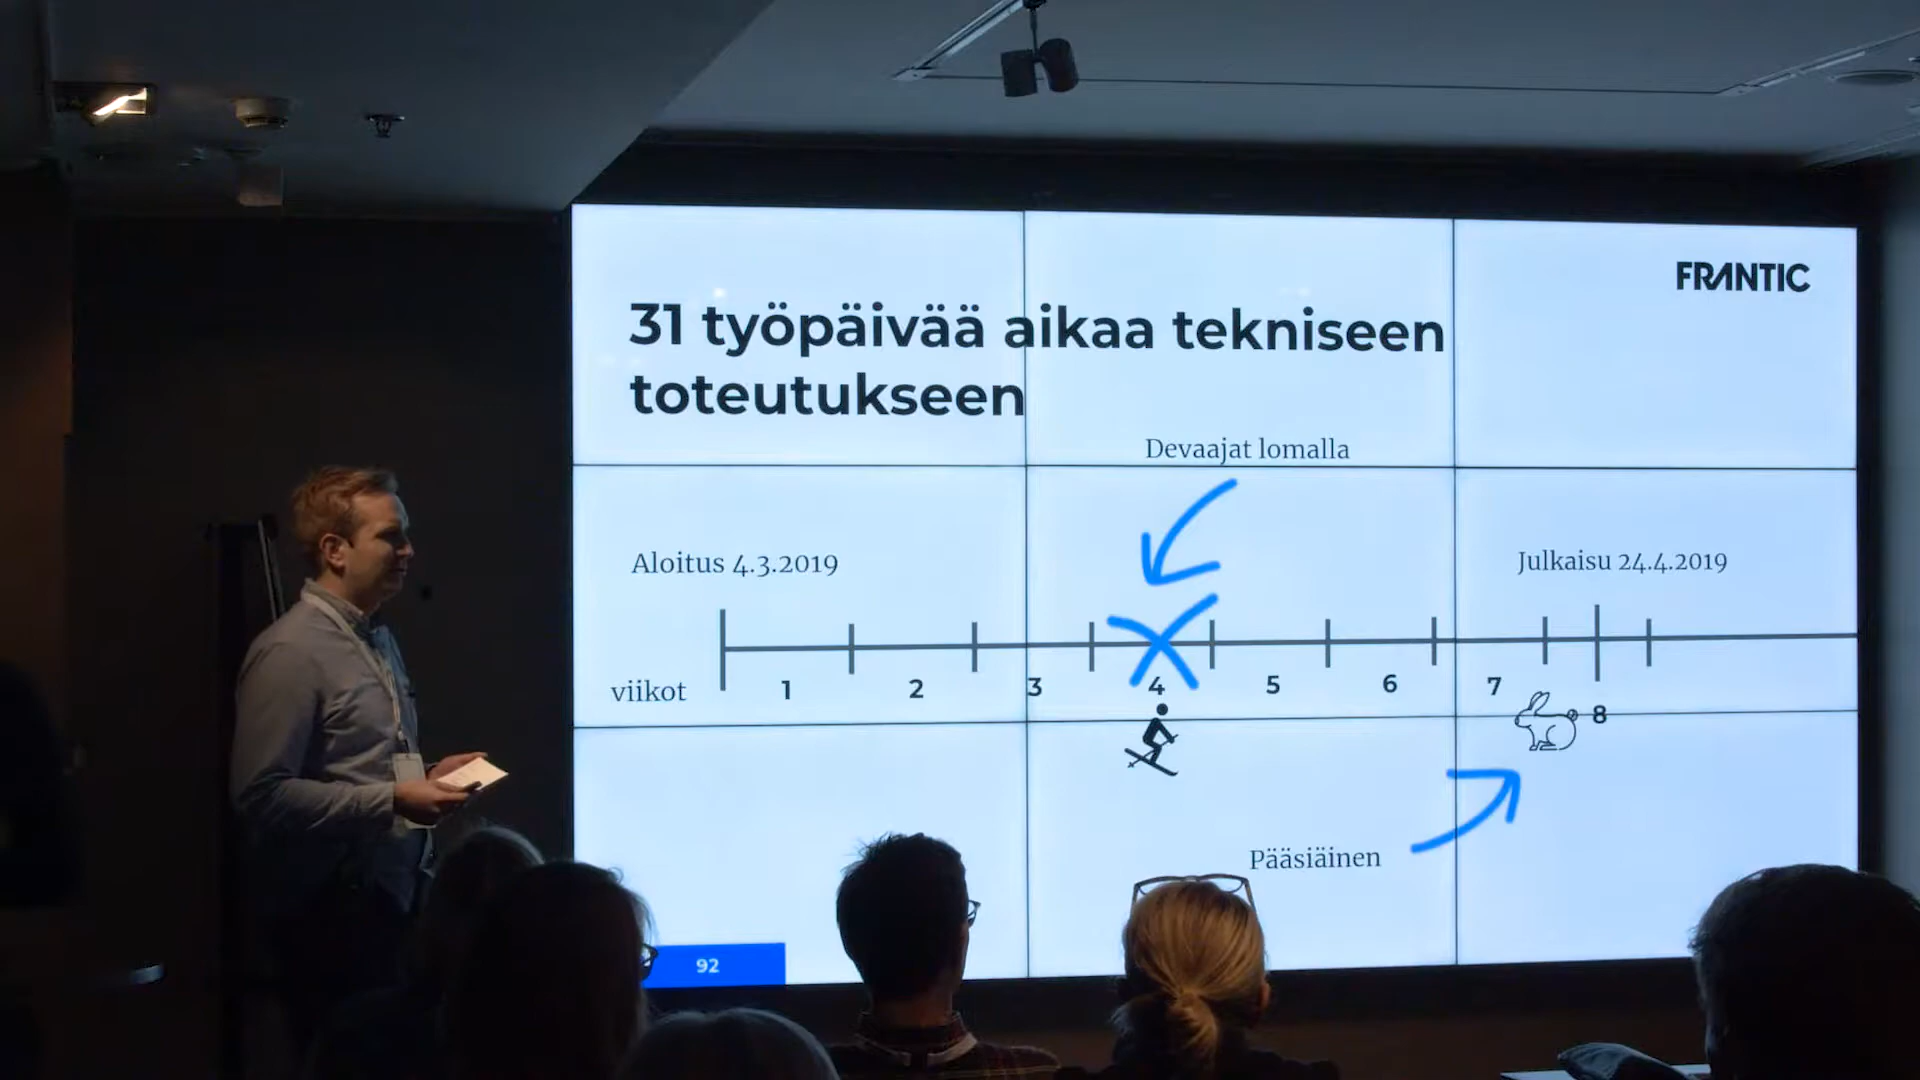 FRANTIC
31 työpäivää aikaa tekniseen
toteutukseen
Devaajat lomalla
Aloitus 4.3.2019
Julkaisu 24.4.2019
viikot 1 2 3 4 5 6 7 8
Pääsiäinen
92